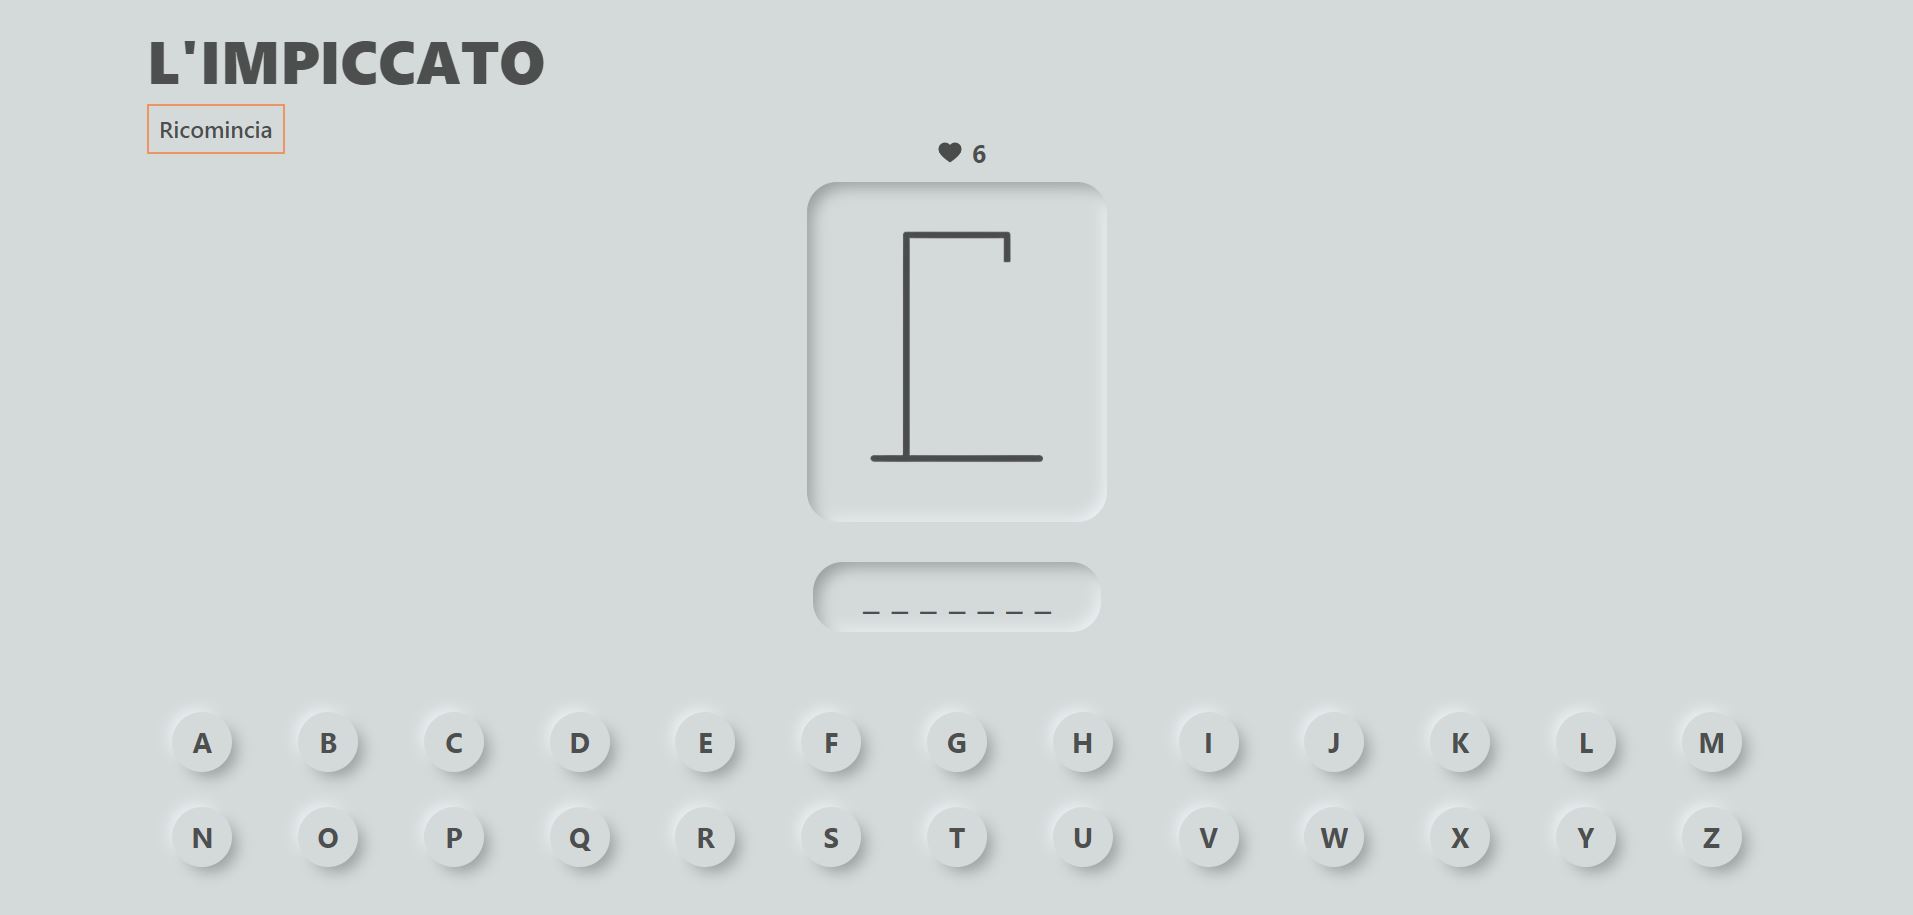 L'IMPICCATO
Ricomincia
6
_ _ _ _ _ _ _
A B C D E F G H I J K L M
N O P Q R S T U V W X Y Z